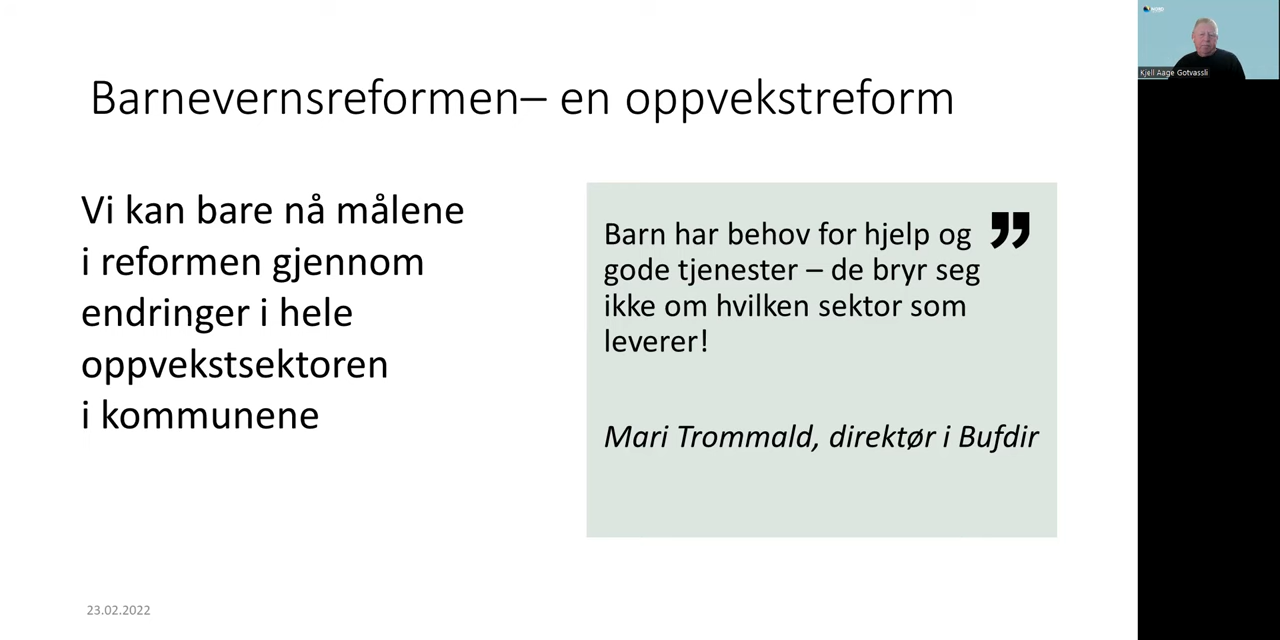 Barnevernsreformen– en oppvekstreform
Vi kan bare nå målene
i reformen gjennom
endringer i hele
oppvekstsektoren
i kommunene
Barn har behov for hjelp og ”
gode tjenester – de bryr seg
ikke om hvilken sektor som
leverer!
Mari Trommald, direktør i Bufdir
23.02.2022
Kjell Aage Gotvassli